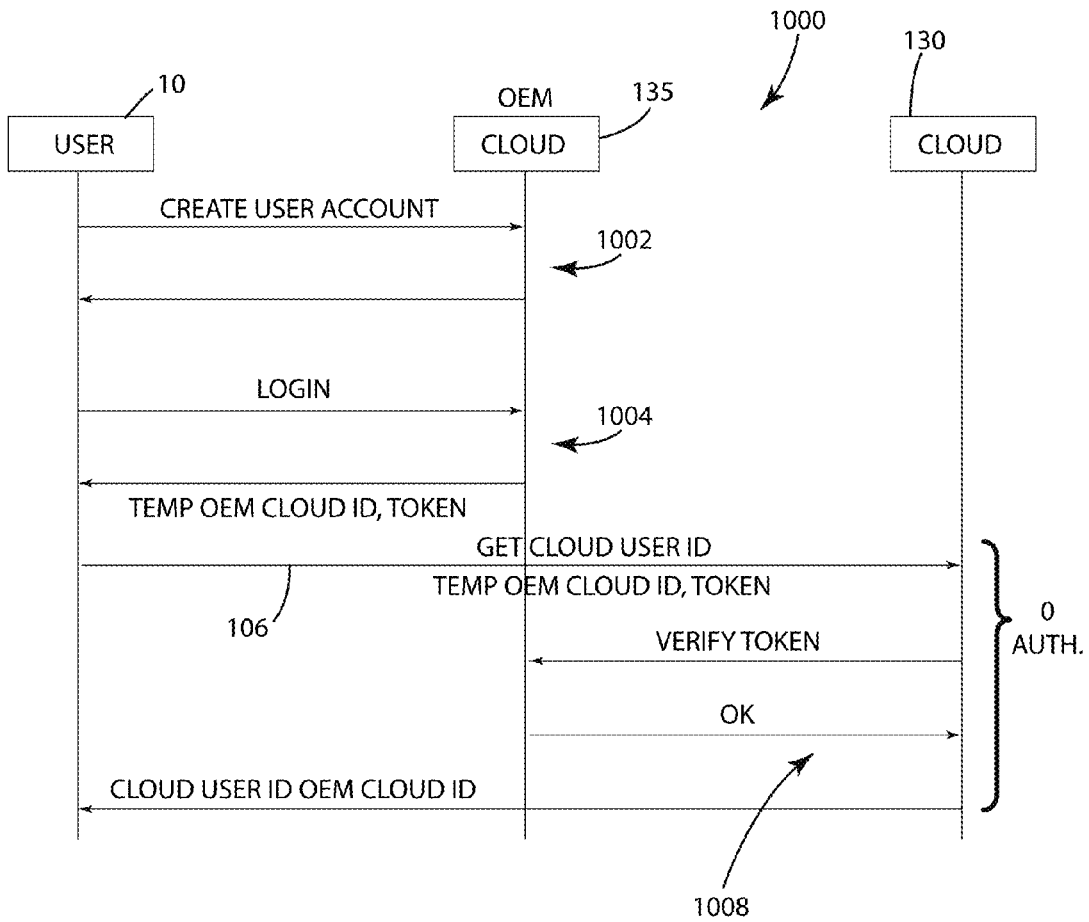 1000
130
10
135
OEM
USER
CLOUD
CLOUD
CREATE USER ACCOUNT
1002
LOGIN
1004
TEMP OEM CLOUD ID, TOKEN
GET CLOUD USER ID
TEMP OEM CLOUD ID, TOKEN
106
0
AUTH.
VERIFY TOKEN
OK
CLOUD USER ID OEM CLOUD ID
1008